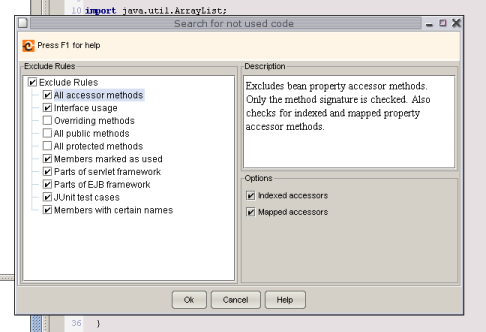 10 import java.util.ArrayList;
Search for not used code
Press F1 for help
Exclude Rules
Exclude Rules
All accessor methods
Interface usage
Overriding methods
All public methods
All protected methods
Members marked as used
Parts of servlet framework
Parts of EJB framework
JUnit test cases
Members with certain names
Description
Excludes bean property accessor methods.
Only the method signature is checked. Also
checks for indexed and mapped property
accessor methods.
Options
Indexed accessors
Mapped accessors
Ok Cancel Help
36 }